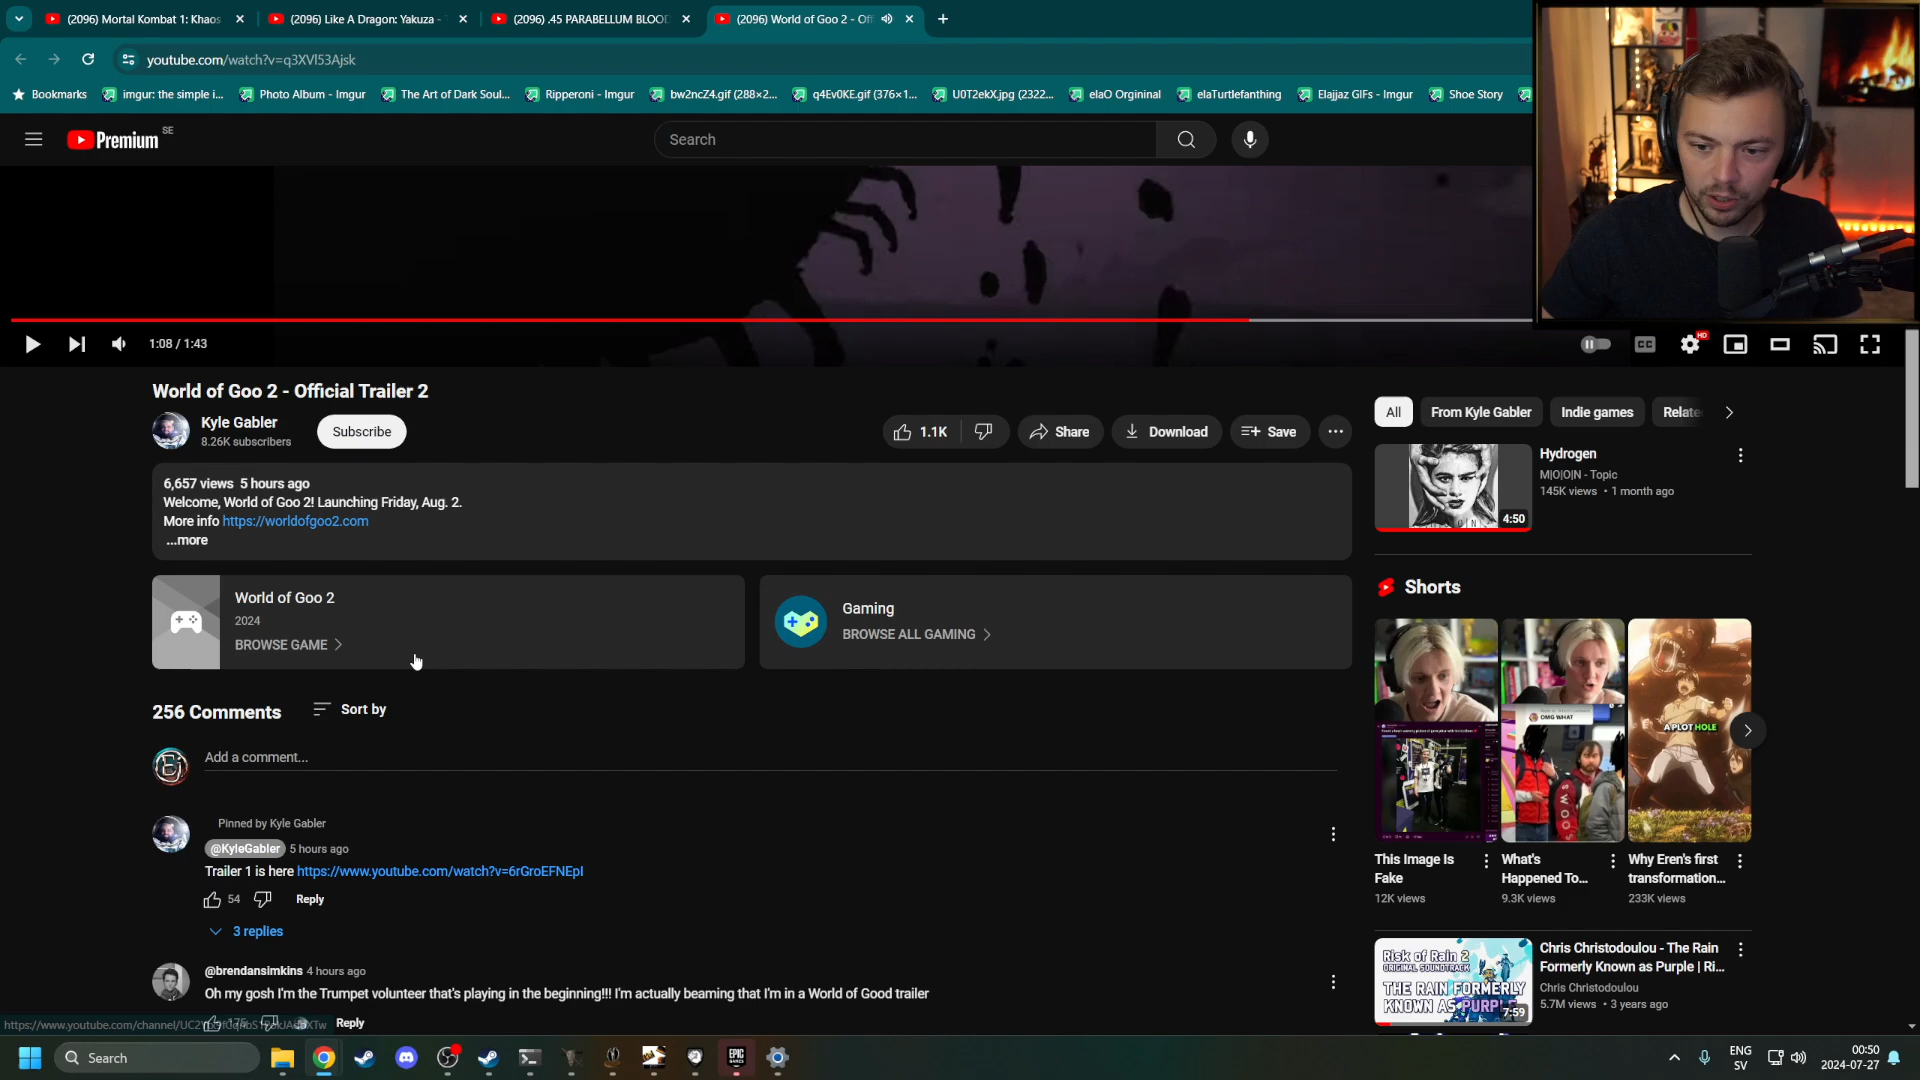 (2096) Mortal Kombat 1: Khaos
(2096) Like A Dragon: Yakuza -
(2096) .45 PARABELLUM BLOO
(2096) World of Goo 2 - Of
youtube.com/watch?v=q3XVl53Ajsk
Bookmarks
imgur: the simple i...
Photo Album - Imgur
The Art of Dark Soul...
Ripperoni - Imgur
bw2ncZ4.gif (288×2...
q4Ev0KE.gif (376×1...
U0T2ekX.jpg (2322...
elaO Orgininal
elaTurtlefanthing
Elajjaz GIFs - Imgur
Shoe Story
Premium
SE
Search
1:08 / 1:43
CC
HD
World of Goo 2 - Official Trailer 2
Kyle Gabler
8.26K subscribers
Subscribe
1.1K
Share
Download
Save
6,657 views 5 hours ago
Welcome, World of Goo 2! Launching Friday, Aug. 2.
More info https://worldofgoo2.com
...more
World of Goo 2
2024
BROWSE GAME
Gaming
BROWSE ALL GAMING
256 Comments
Sort by
Add a comment...
Pinned by Kyle Gabler
@KyleGabler 5 hours ago
Trailer 1 is here https://www.youtube.com/watch?v=6rGroEFNEpI
54
Reply
3 replies
@brendansimkins 4 hours ago
Oh my gosh I'm the Trumpet volunteer that's playing in the beginning!!! I'm actually beaming that I'm in a World of Good trailer
Reply
All
From Kyle Gabler
Indie games
Relate
Hydrogen
M|O|O|N - Topic
145K views • 1 month ago
4:50
Shorts
OMG WHAT
A PLOT HOLE
This Image Is
Fake
12K views
What's
Happened To...
9.3K views
Why Eren's first
transformation...
233K views
Risk of Rain 2
ORIGINAL SOUNDTRACK
THE RAIN FORMERLY
KNOWN AS PURPLE
7:59
Chris Christodoulou - The Rain
Formerly Known as Purple | Ri...
Chris Christodoulou
5.7M views • 3 years ago
Search
EPIC
GAMES
ENG
SV
00:50
2024-07-27